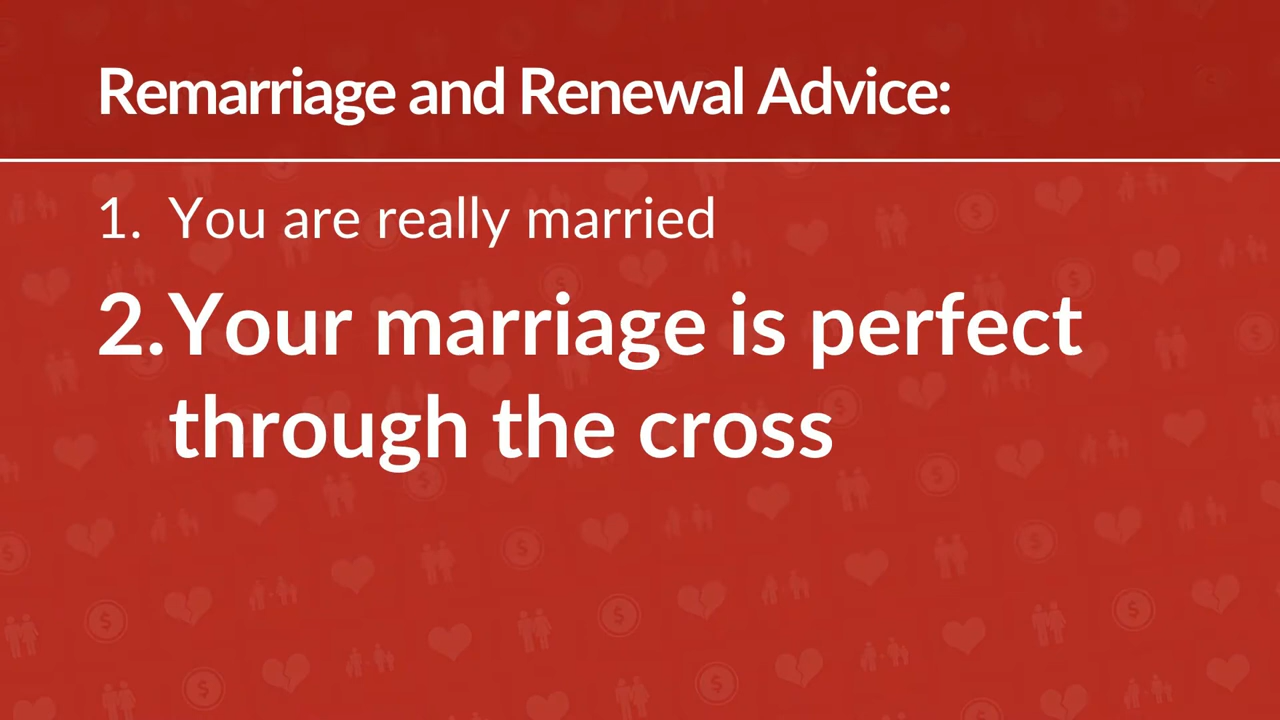 Remarriage and Renewal Advice:
1. You are really married
2. Your marriage is perfect
through the cross